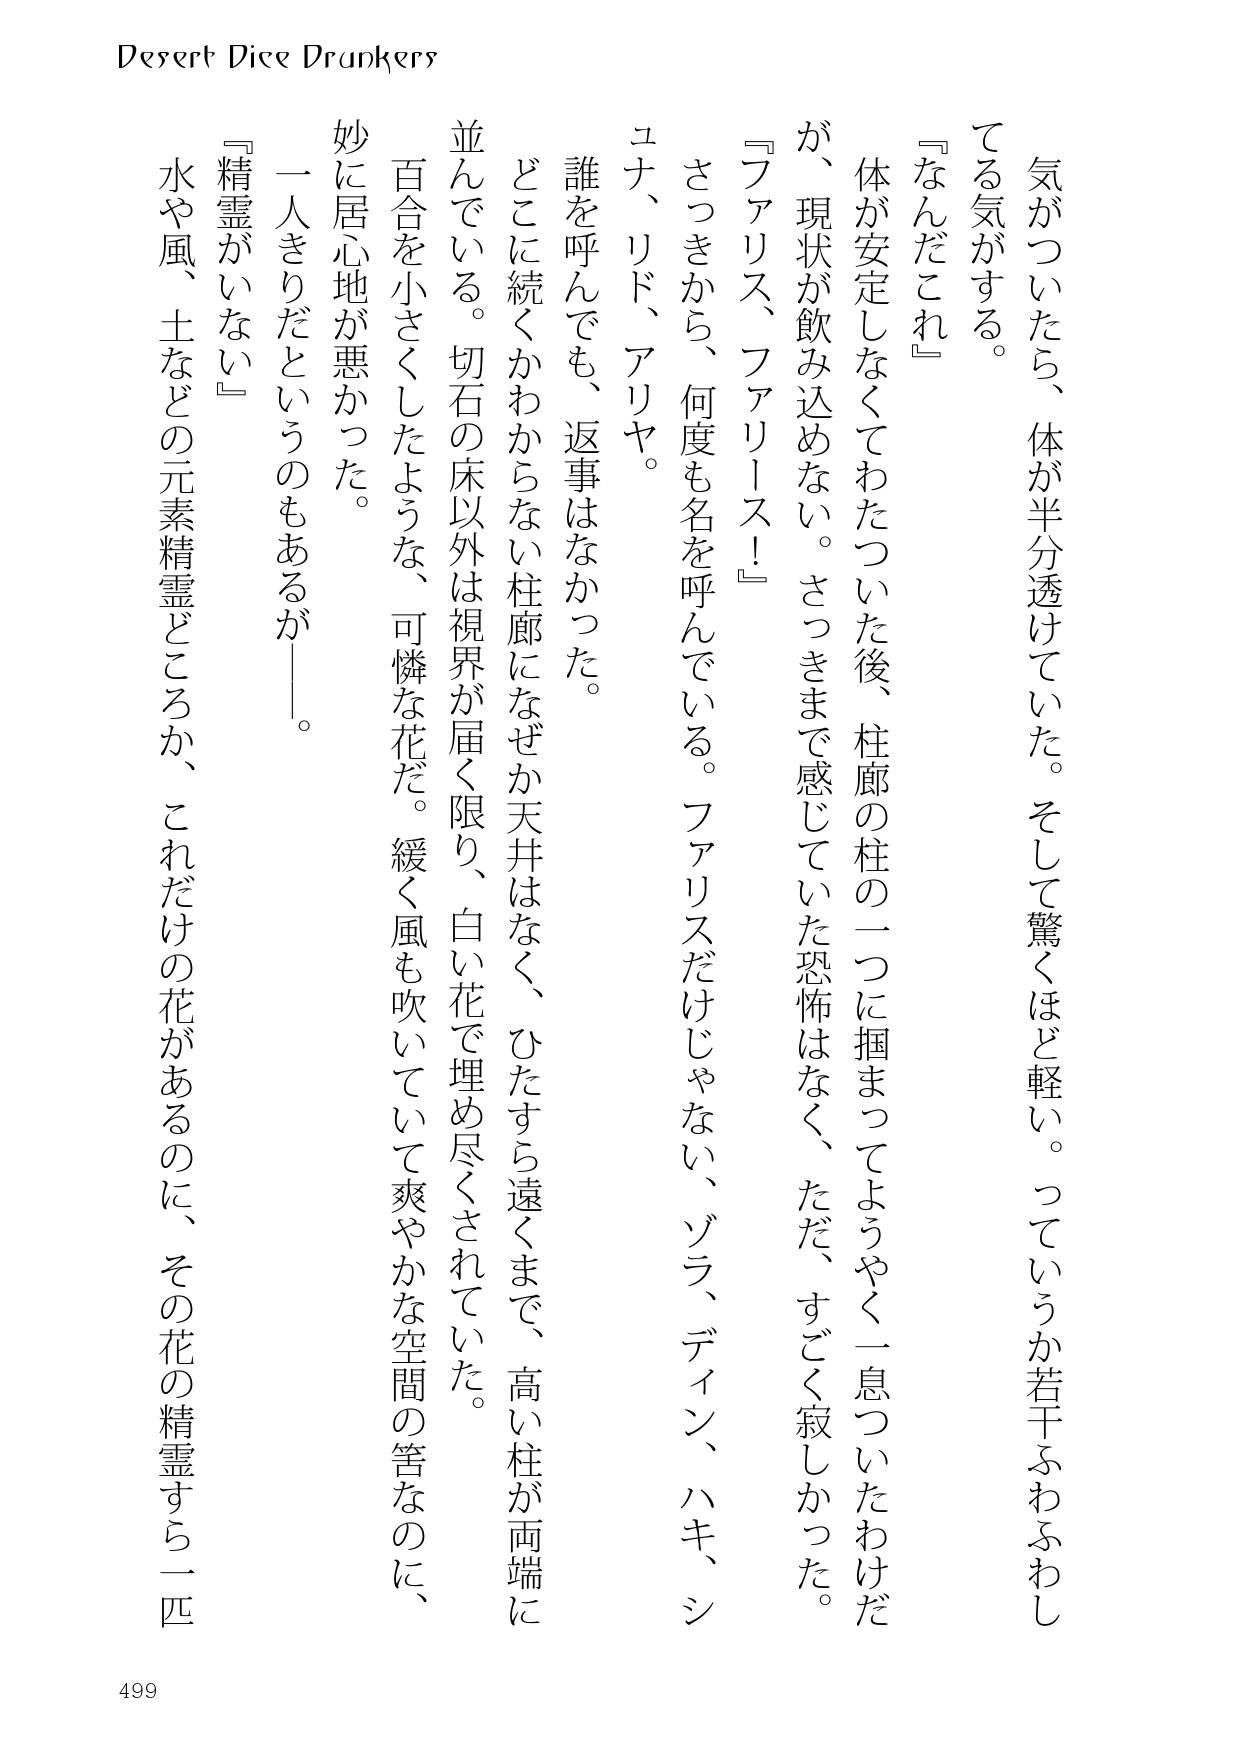 Desert Dice Drunkers
気がついたら、体が半分透けていた。そして驚くほど軽い。っていうか若干ふわふわし
てる気がする。
『なんだこれ』
体が安定しなくてわたついた後、柱廊の柱の一つに掴まってようやく一息ついたわけだ
が、現状が飲み込めない。さっきまで感じていた恐怖はなく、ただ、すごく寂しかった。
『ファリス、ファリース！』
さっきから、何度も名を呼んでいる。ファリスだけじゃない、ゾラ、ディン、ハキ、シ
ュナ、リド、アリヤ。
誰を呼んでも、返事はなかった。
どこに続くかわからない柱廊になぜか天井はなく、ひたすら遠くまで、高い柱が両端に
並んでいる。切石の床以外は視界が届く限り、白い花で埋め尽くされていた。
百合を小さくしたような、可憐な花だ。緩く風も吹いていて爽やかな空間の筈なのに、
妙に居心地が悪かった。
一人きりだというのもあるが――。
『精霊がいない』
水や風、土などの元素精霊どころか、これだけの花があるのに、その花の精霊すら一匹
499